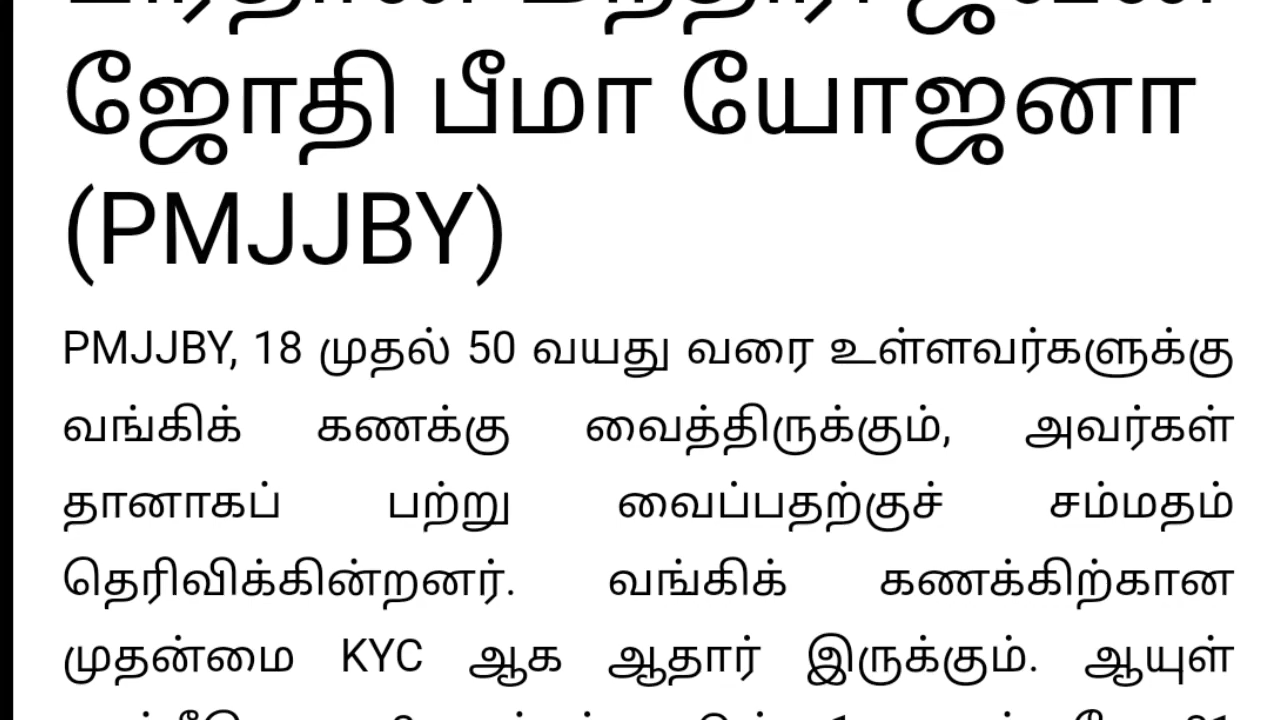 ஜோதி பீமா யோஜனா
(PMJJBY)
PMJJBY, 18 முதல் 50 வயது வரை உள்ளவர்களுக்கு
வங்கிக் கணக்கு வைத்திருக்கும், அவர்கள்
தானாகப் பற்று வைப்பதற்குச் சம்மதம்
தெரிவிக்கின்றனர். வங்கிக் கணக்கிற்கான
முதன்மை KYC ஆக ஆதார் இருக்கும். ஆயுள்